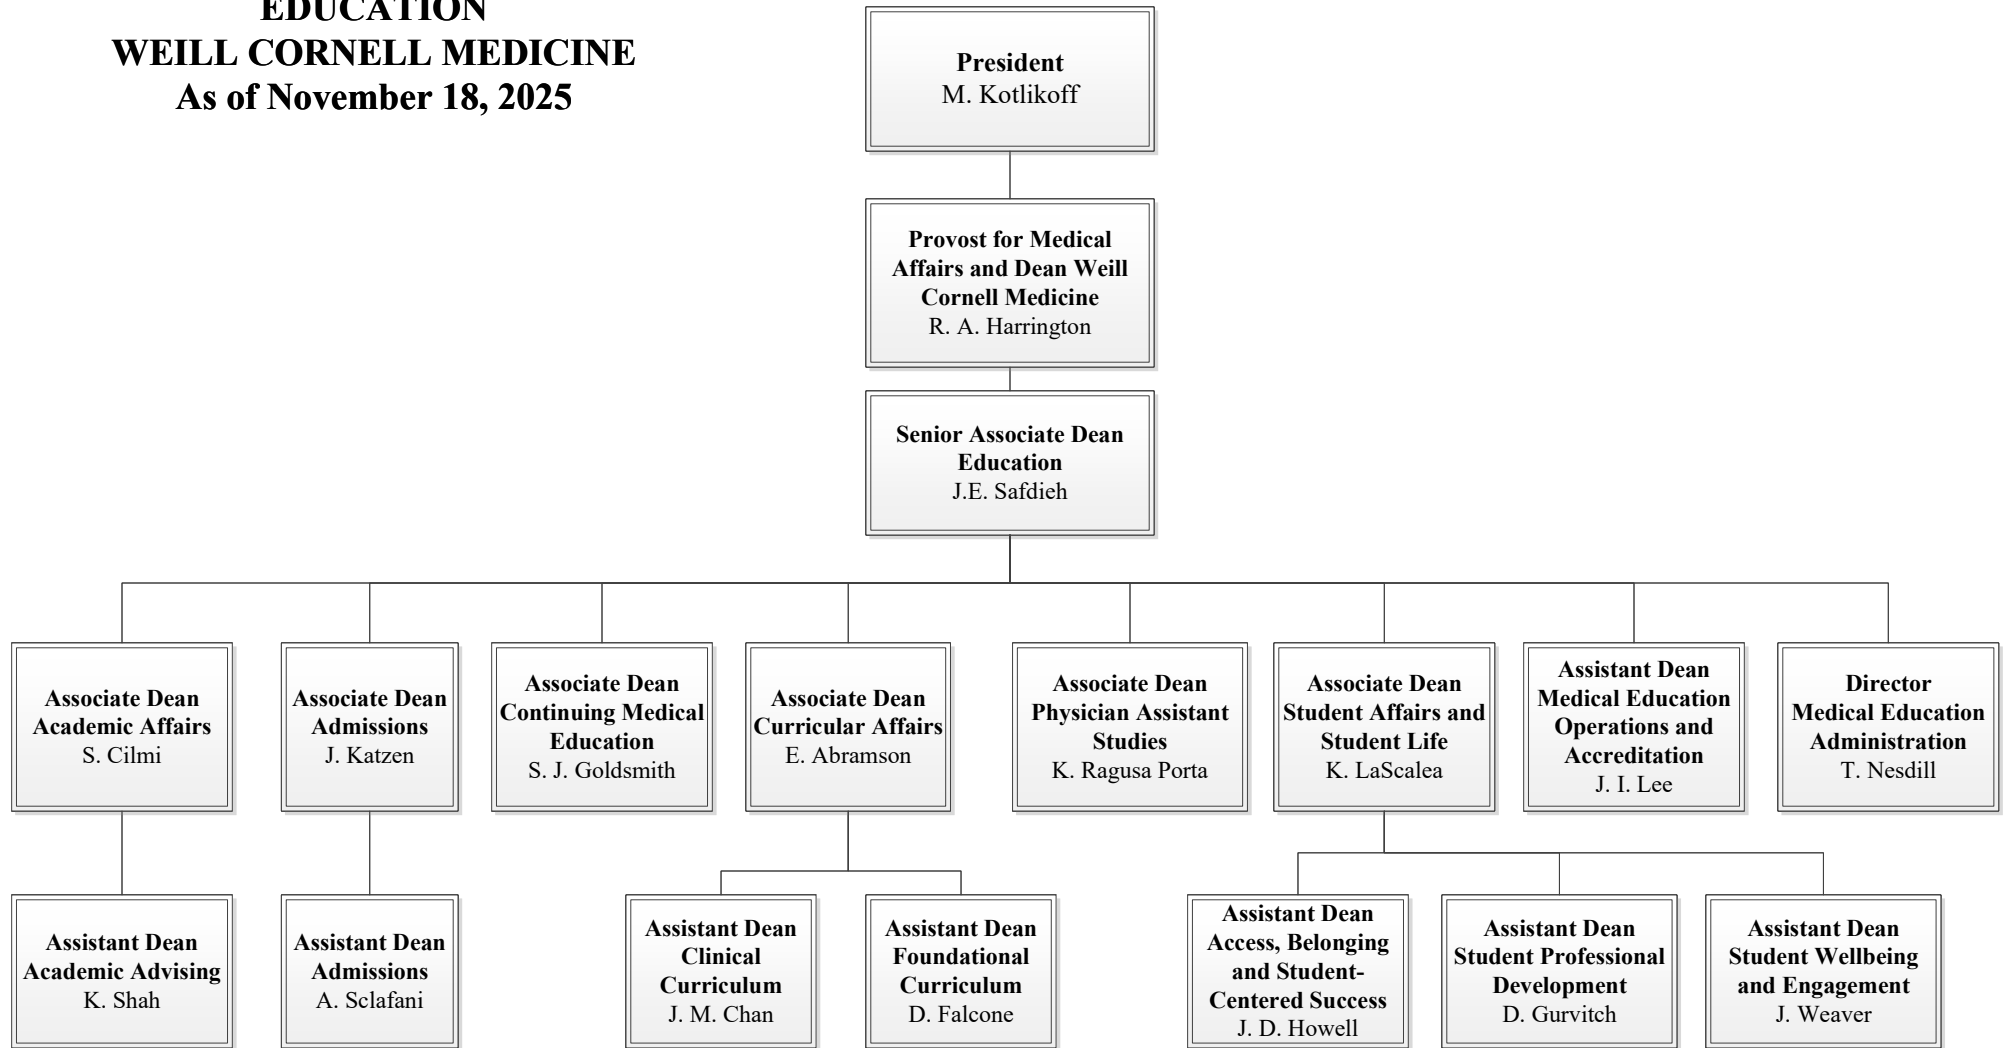 EDUCATION
WEILL CORNELL MEDICINE
As of November 18, 2025
President
M. Kotlikoff
Provost for Medical
Affairs and Dean Weill
Cornell Medicine
R. A. Harrington
Senior Associate Dean
Education
J.E. Safdieh
Associate Dean
Academic Affairs
S. Cilmi
Associate Dean
Admissions
J. Katzen
Associate Dean
Continuing Medical
Education
S. J. Goldsmith
Associate Dean
Curricular Affairs
E. Abramson
Associate Dean
Physician Assistant
Studies
K. Ragusa Porta
Associate Dean
Student Affairs and
Student Life
K. LaScalea
Assistant Dean
Medical Education
Operations and
Accreditation
J. I. Lee
Director
Medical Education
Administration
T. Nesdill
Assistant Dean
Academic Advising
K. Shah
Assistant Dean
Admissions
A. Sclafani
Assistant Dean
Clinical
Curriculum
J. M. Chan
Assistant Dean
Foundational
Curriculum
D. Falcone
Assistant Dean
Access, Belonging
and Student-
Centered Success
J. D. Howell
Assistant Dean
Student Professional
Development
D. Gurvitch
Assistant Dean
Student Wellbeing
and Engagement
J. Weaver